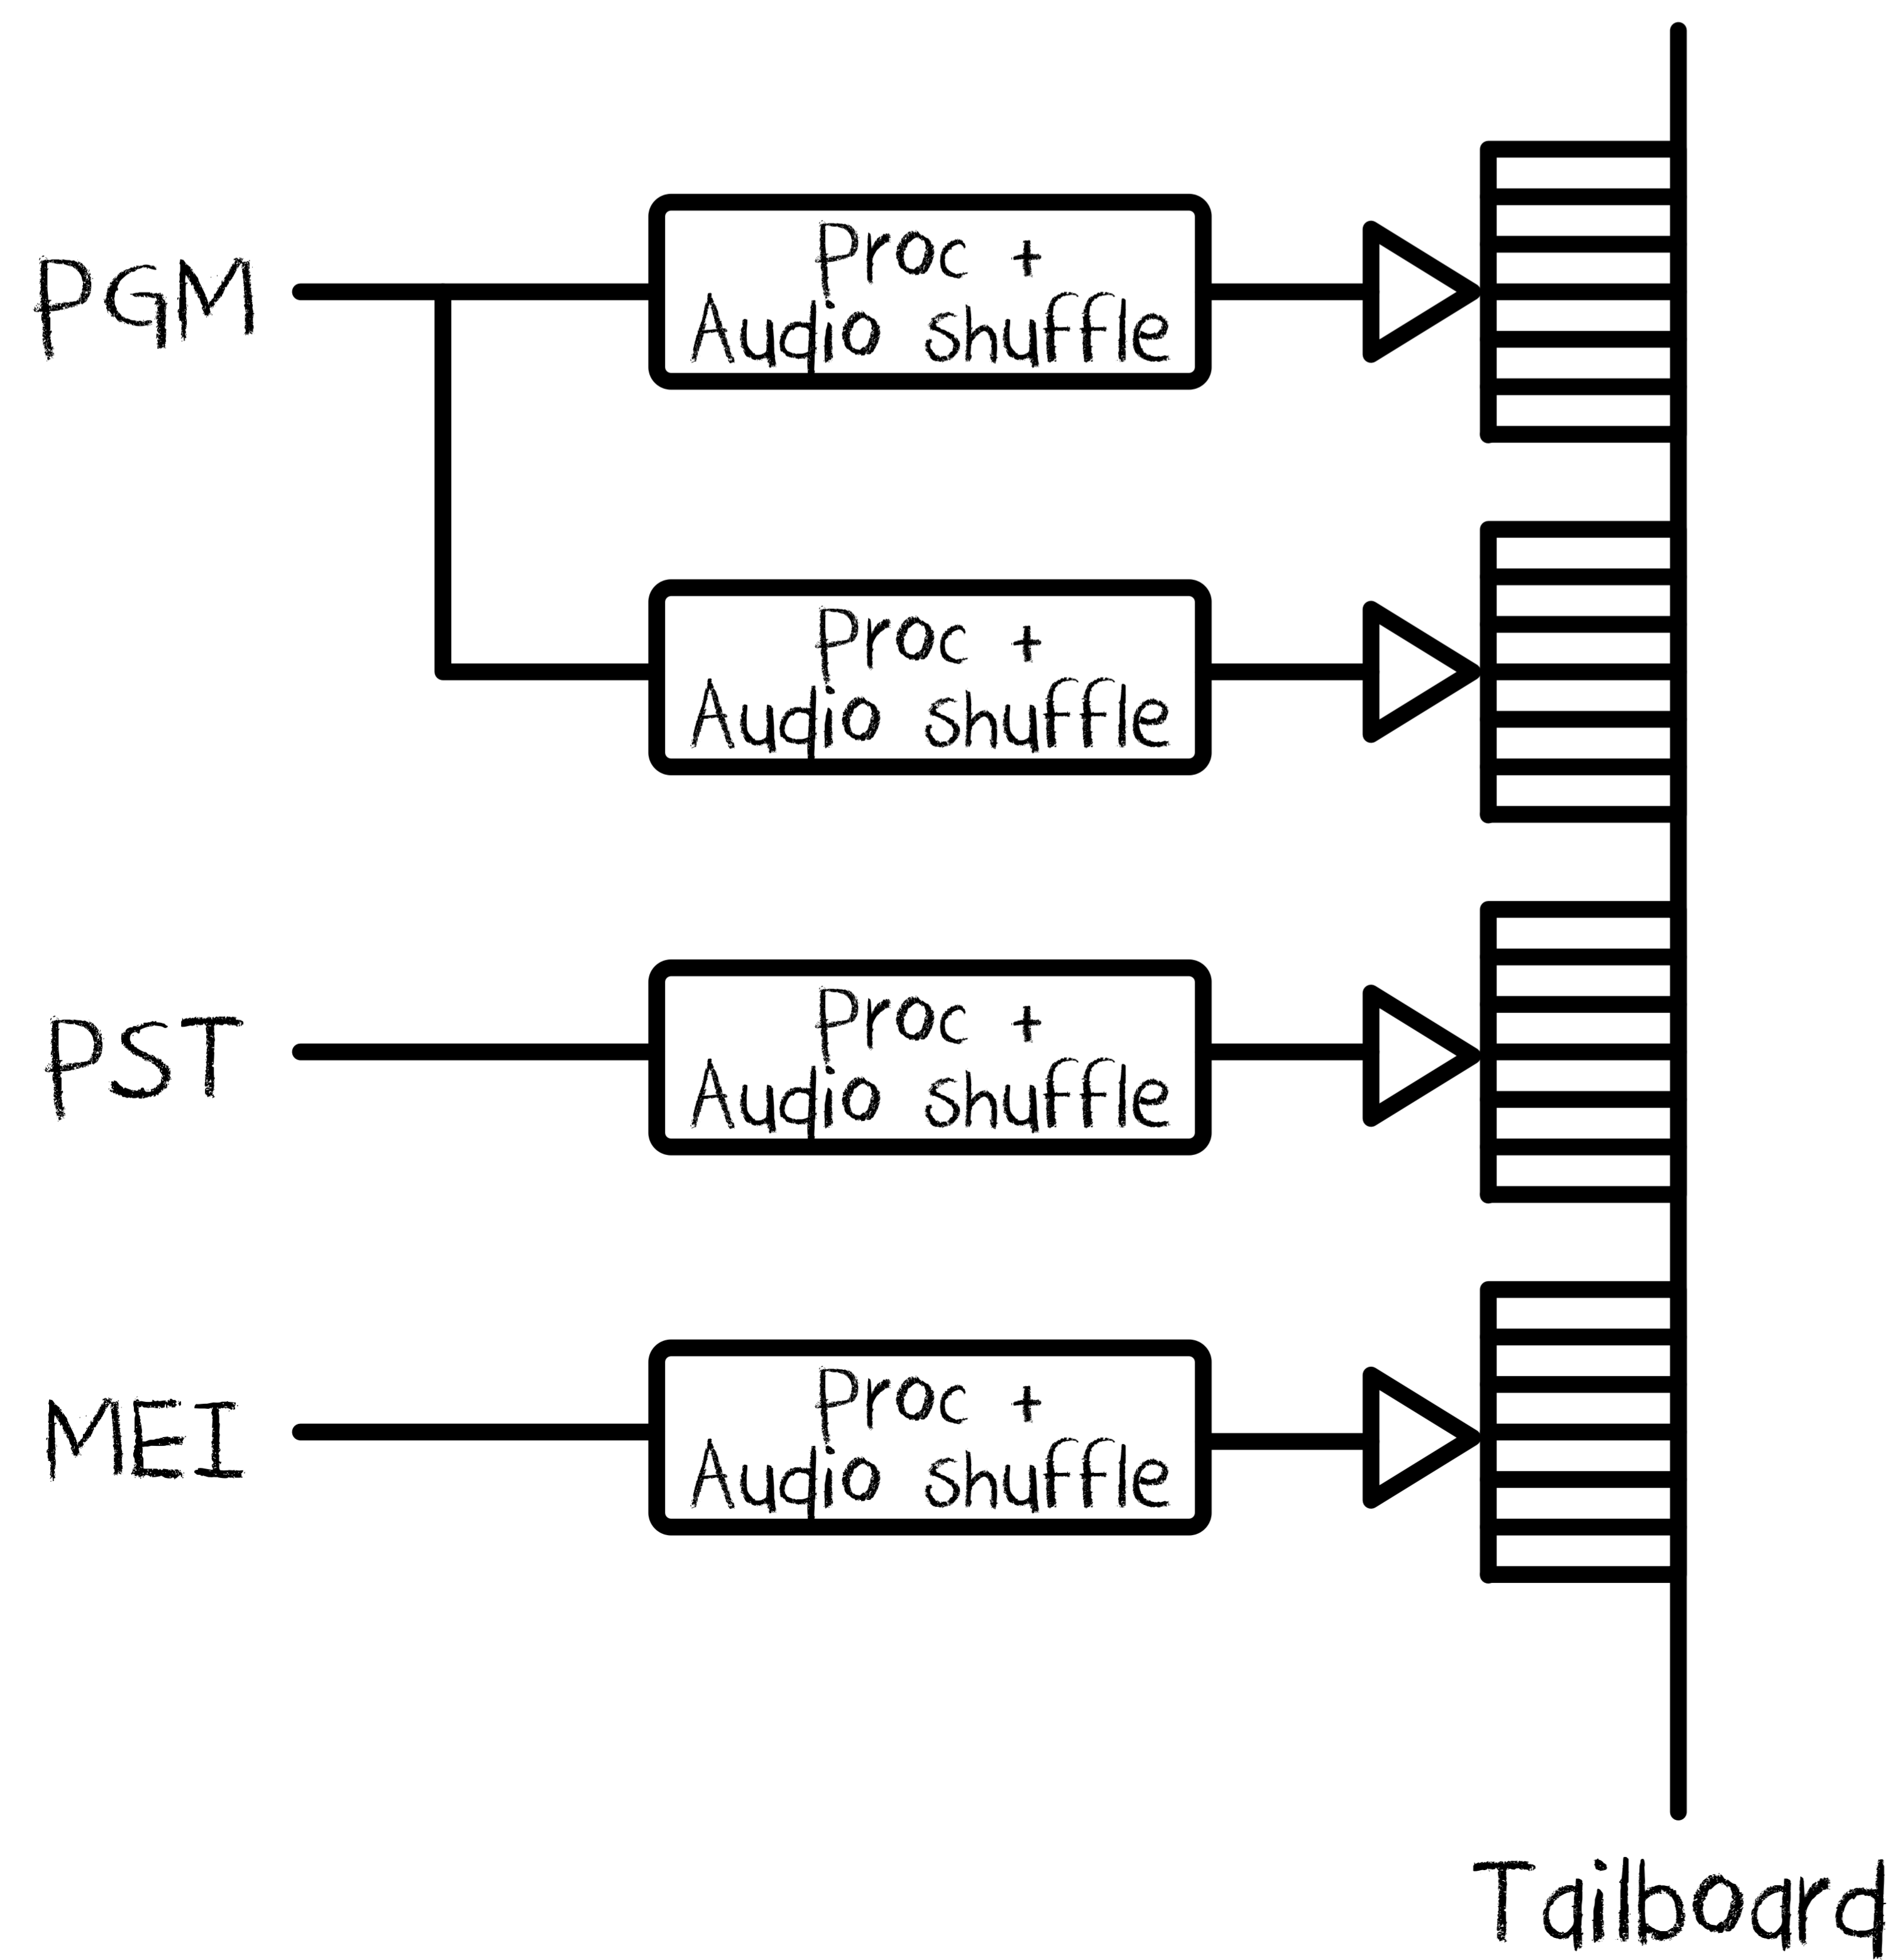 PGM
Proc +
Audio shuffle
Proc +
Audio shuffle
PST
Proc +
Audio shuffle
MEI
Proc +
Audio shuffle
Tailboard